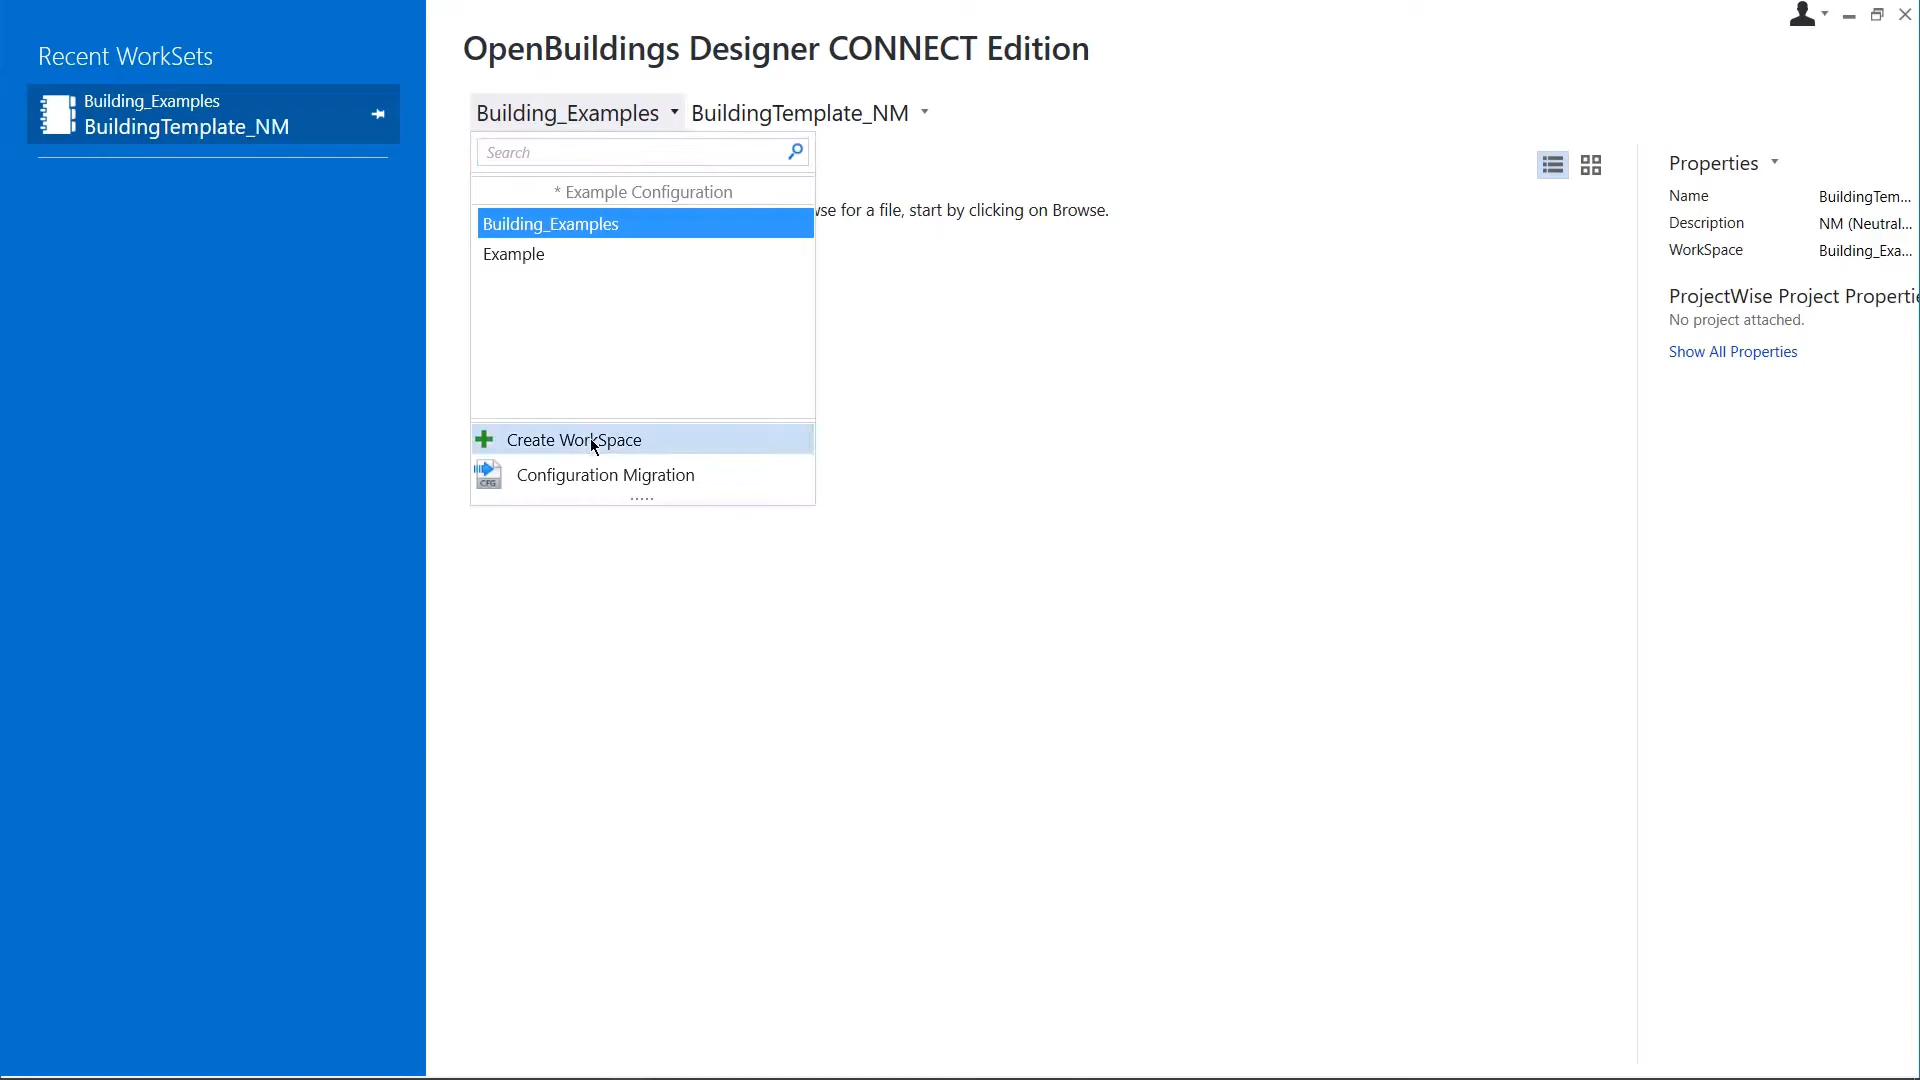 Recent WorkSets
Building_Examples
BuildingTemplate_NM
OpenBuildings Designer CONNECT Edition
Building_Examples BuildingTemplate_NM
Search
* Example Configuration
Building_Examples
Example
Create WorkSpace
CFG Configuration Migration
for a file, start by clicking on Browse.
Properties
Name BuildingTem...
Description NM (Neutral...
WorkSpace Building_Exa...
ProjectWise Project Properti
No project attached.
Show All Properties